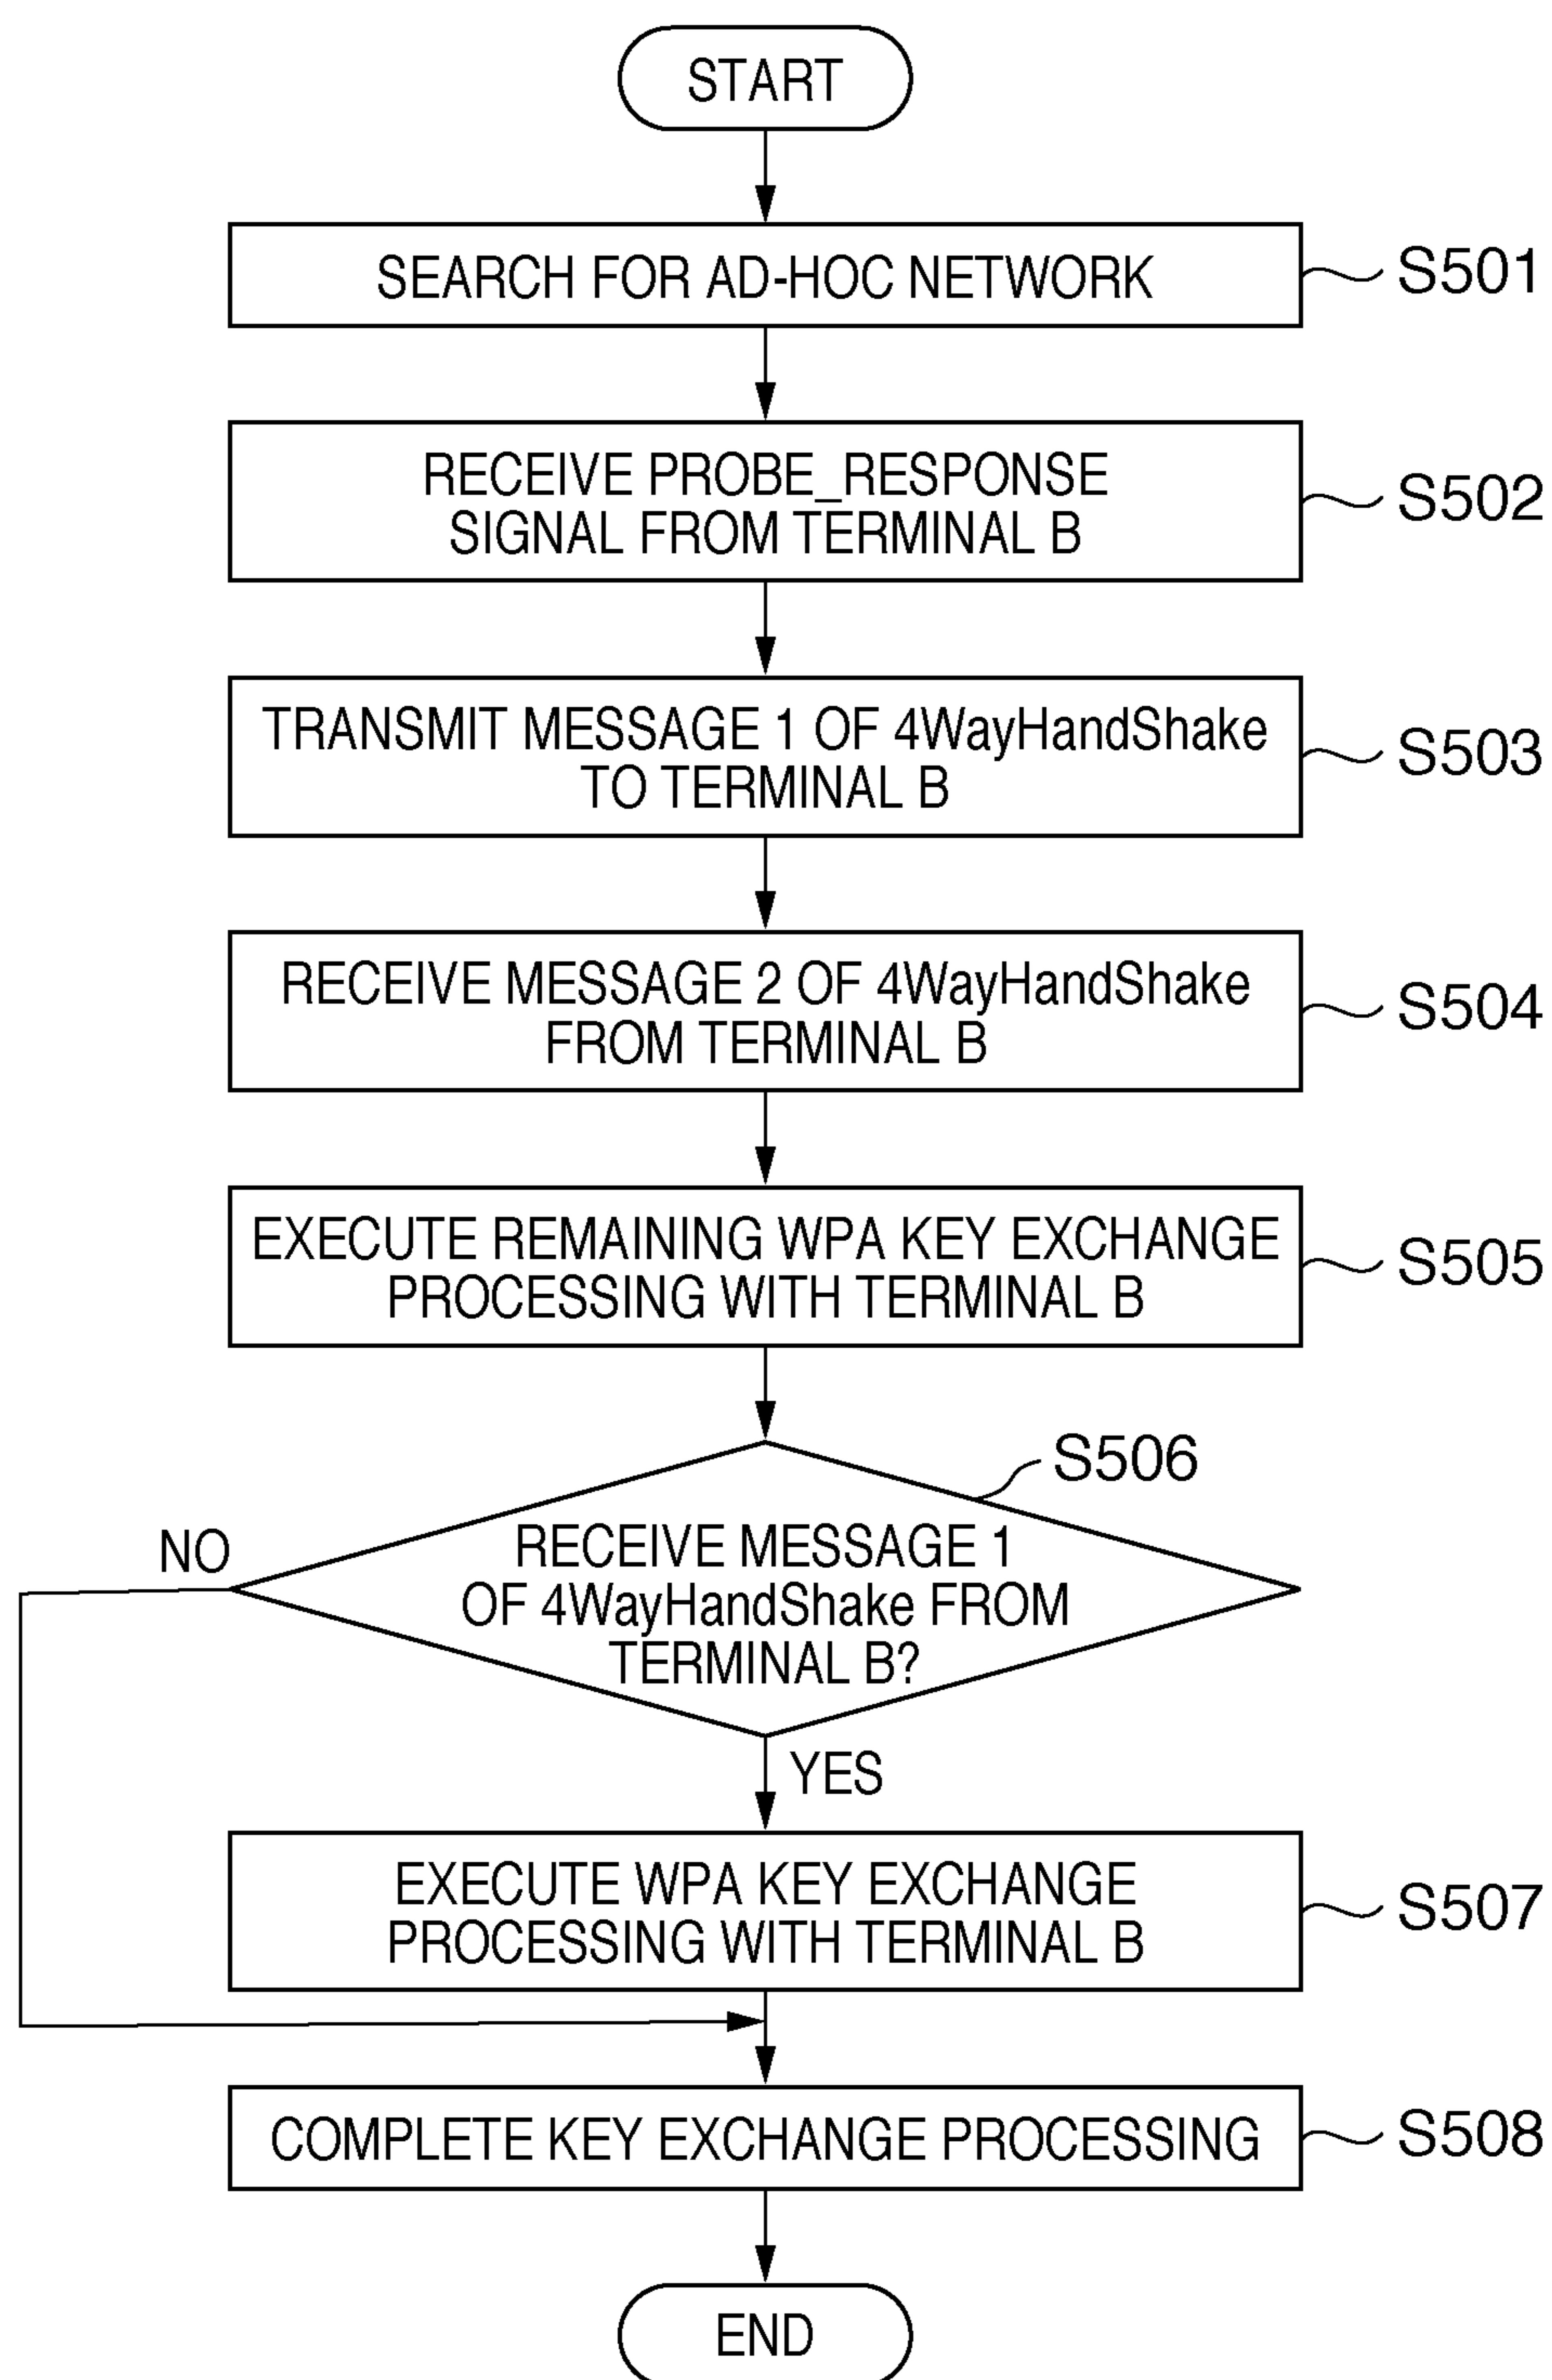 START
SEARCH FOR AD-HOC NETWORK
S501
RECEIVE PROBE_RESPONSE
SIGNAL FROM TERMINAL B
S502
TRANSMIT MESSAGE 1 OF 4WayHandShake
TO TERMINAL B
S503
RECEIVE MESSAGE 2 OF 4WayHandShake
FROM TERMINAL B
S504
EXECUTE REMAINING WPA KEY EXCHANGE
PROCESSING WITH TERMINAL B
S505
S506
NO
RECEIVE MESSAGE 1
OF 4WayHandShake FROM
TERMINAL B?
YES
EXECUTE WPA KEY EXCHANGE
PROCESSING WITH TERMINAL B
S507
COMPLETE KEY EXCHANGE PROCESSING
S508
END